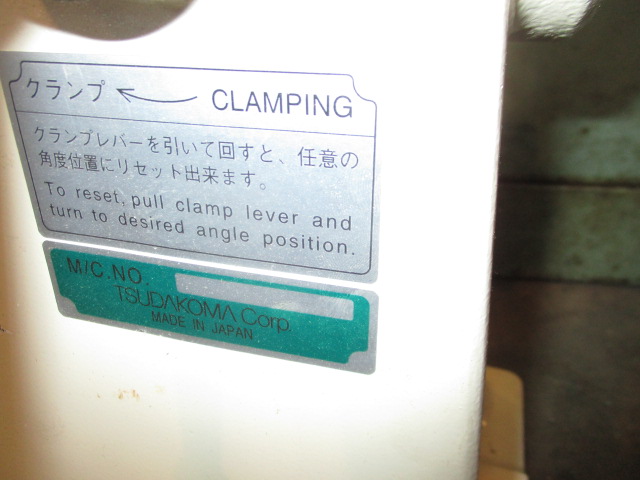 クランプ ← CLAMPING
クランプレバーを引いて回すと、任意の
角度位置にリセット出来ます。
To reset, pull clamp lever and
turn to desired angle position.
M/C.NO.
TSUDAKOMA Corp.
MADE IN JAPAN